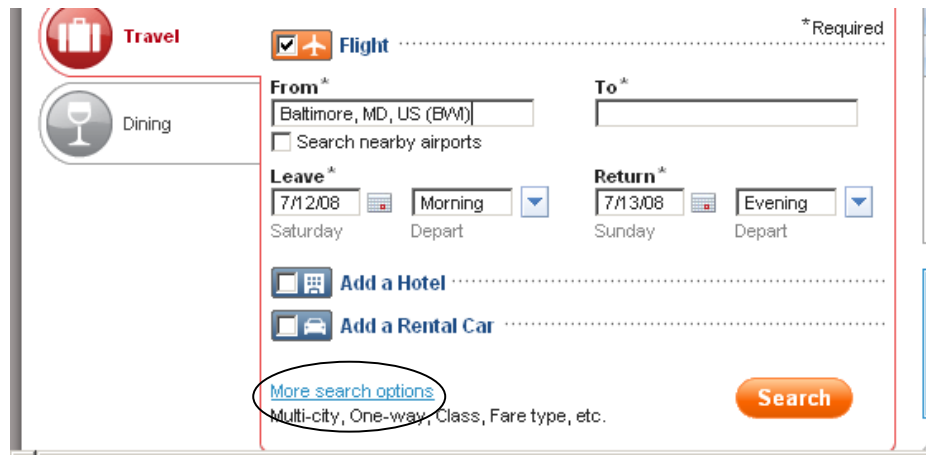 *Required
Travel
Flight
From* To*
Baltimore, MD, US (BWI)
Dining
Search nearby airports
Leave* Return*
7/12/08 Morning 7/13/08 Evening
Saturday Depart Sunday Depart
Add a Hotel
Add a Rental Car
More search options
Search
Multi-city, One-way, Class, Fare type, etc.